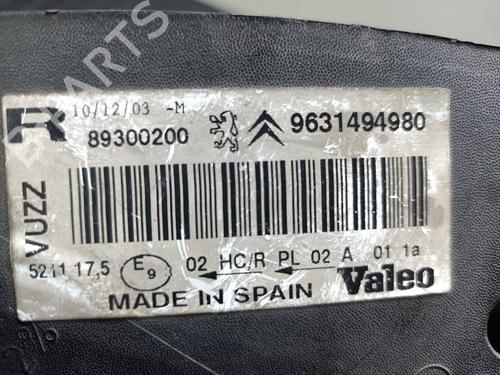 10/12/03 -M
89300200
9631494980
VUZZ
5211 17,5 E9 02 HC/R PL 02 A 01 1a
MADE IN SPAIN
Valeo
PARTS